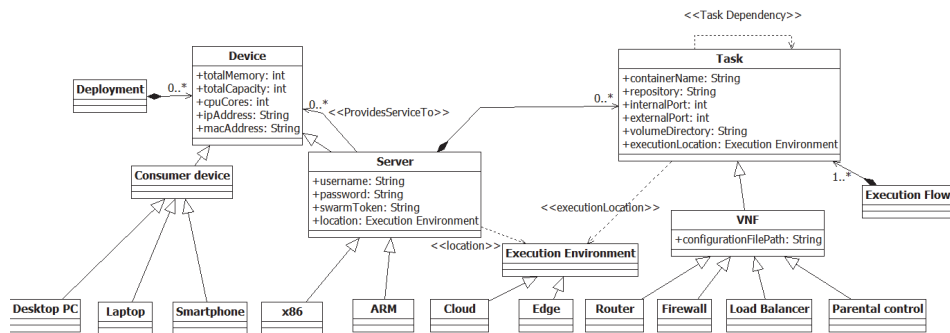 <<Task Dependency>>
Device
+totalMemory: int
+totalCapacity: int
+cpuCores: int
+ipAddress: String
+macAddress: String
Deployment
0..*
0..*
<<ProvidesServiceTo>>
Task
+containerName: String
+repository: String
+internalPort: int
+externalPort: int
+volumeDirectory: String
+executionLocation: Execution Environment
0..*
Consumer device
Server
+username: String
+password: String
+swarmToken: String
+location: Execution Environment
1..*
Execution Flow
<<executionLocation>>
VNF
+configurationFilePath: String
<<location>>
Execution Environment
Desktop PC
Laptop
Smartphone
x86
ARM
Cloud
Edge
Router
Firewall
Load Balancer
Parental control